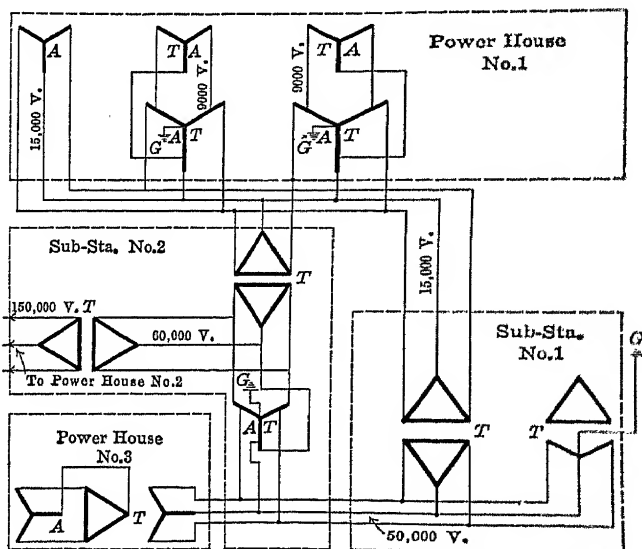 Power House
No.1
A
T
A
T
A
15,000 V.
9000 V.
9000 V.
G
A
T
G
A
T
Sub-Sta. No.2
T
15,000 V.
150,000 V. T
60,000 V.
To Power House No.2
Sub-Sta.
No.1
G
G
A
T
T
T
Power House
No.3
A
T
50,000 V.